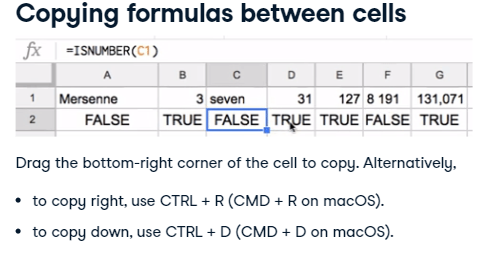 Copying formulas between cells
fx =ISNUMBER(C1)
A B C D E F G
1 Mersenne 3 seven 31 127 8 191 131,071
2 FALSE TRUE FALSE TRUE TRUE FALSE TRUE
Drag the bottom-right corner of the cell to copy. Alternatively,
• to copy right, use CTRL + R (CMD + R on macOS).
• to copy down, use CTRL + D (CMD + D on macOS).